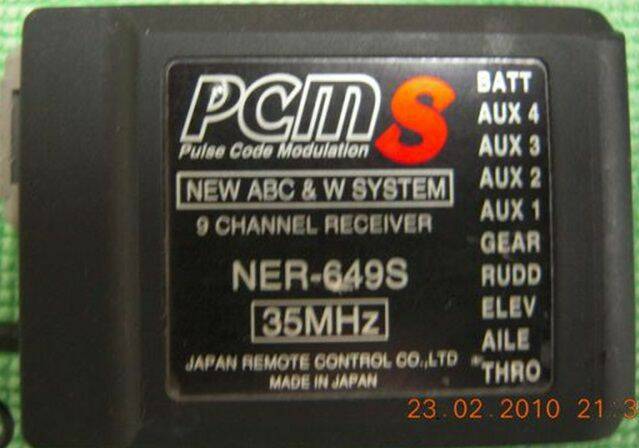 PCM S
Pulse Code Modulation
NEW ABC & W SYSTEM
9 CHANNEL RECEIVER
NER-649S
35MHz
JAPAN REMOTE CONTROL CO.,LTD
MADE IN JAPAN
BATT
AUX 4
AUX 3
AUX 2
AUX 1
GEAR
RUDD
ELEV
AILE
THRO
23.02.2010